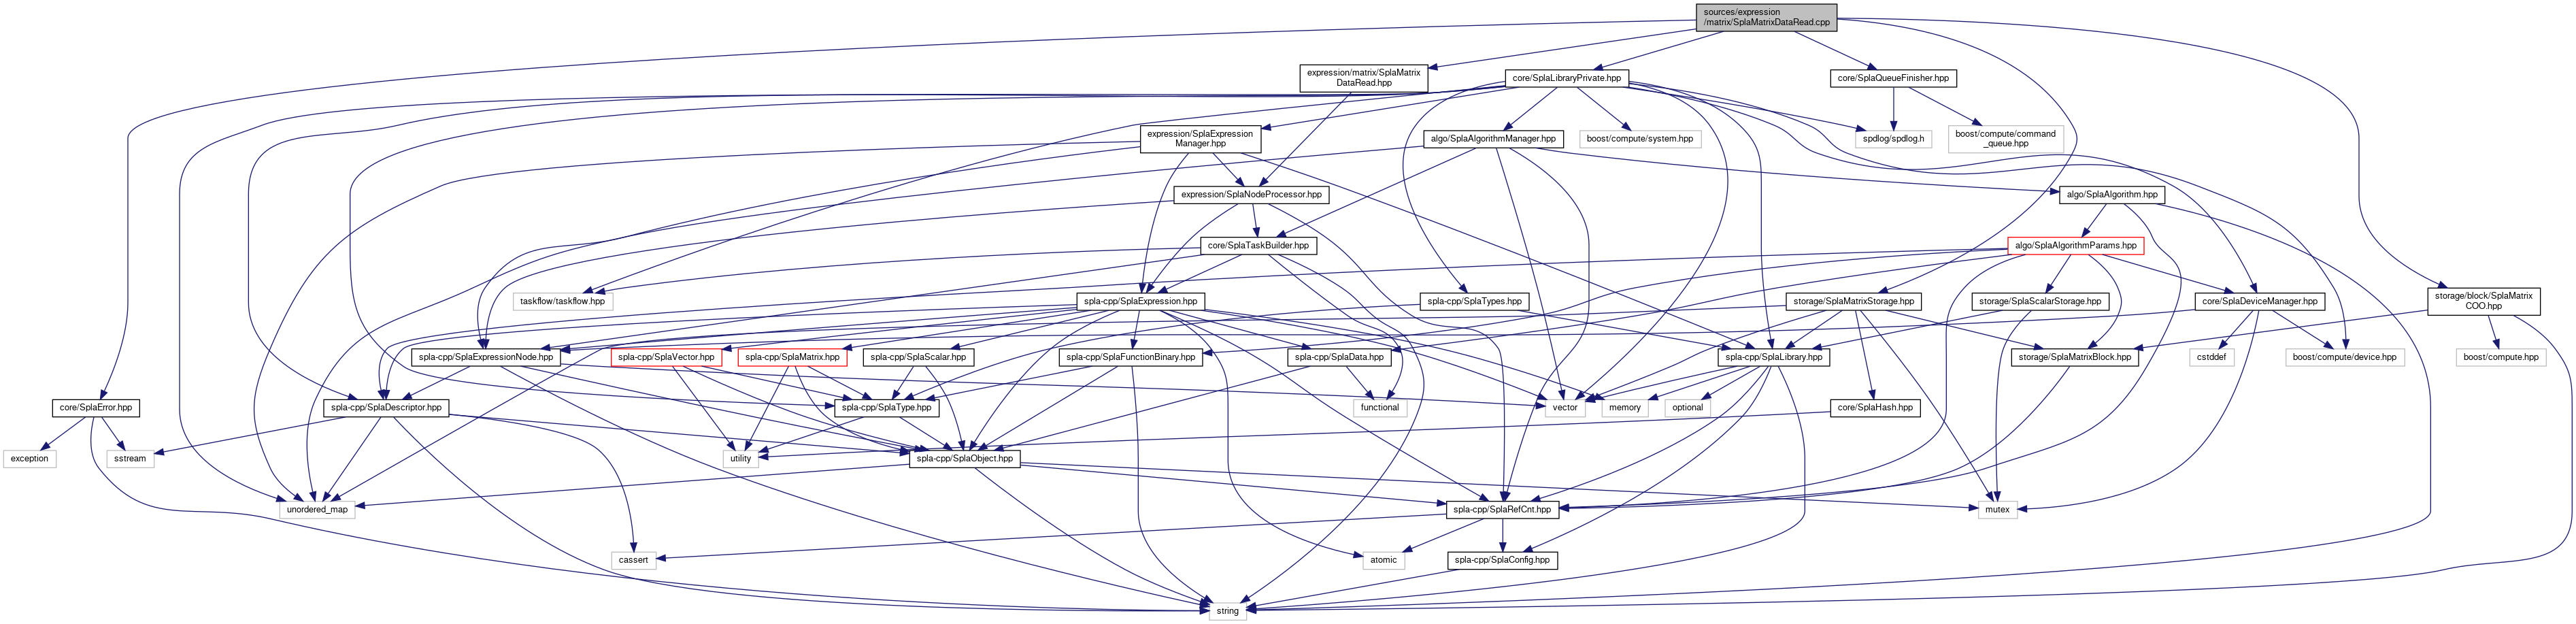 sources/expression
/matrix/SplaMatrixDataRead.cpp
expression/matrix/SplaMatrix
DataRead.hpp
core/SplaLibraryPrivate.hpp
core/SplaQueueFinisher.hpp
expression/SplaExpression
Manager.hpp
algo/SplaAlgorithmManager.hpp
boost/compute/system.hpp
spdlog/spdlog.h
boost/compute/command
_queue.hpp
expression/SplaNodeProcessor.hpp
algo/SplaAlgorithm.hpp
core/SplaTaskBuilder.hpp
algo/SplaAlgorithmParams.hpp
taskflow/taskflow.hpp
spla-cpp/SplaExpression.hpp
spla-cpp/SplaTypes.hpp
storage/SplaMatrixStorage.hpp
storage/SplaScalarStorage.hpp
core/SplaDeviceManager.hpp
storage/block/SplaMatrix
COO.hpp
spla-cpp/SplaExpressionNode.hpp
spla-cpp/SplaVector.hpp
spla-cpp/SplaMatrix.hpp
spla-cpp/SplaScalar.hpp
spla-cpp/SplaFunctionBinary.hpp
spla-cpp/SplaData.hpp
spla-cpp/SplaLibrary.hpp
storage/SplaMatrixBlock.hpp
cstddef
boost/compute/device.hpp
boost/compute.hpp
core/SplaError.hpp
spla-cpp/SplaDescriptor.hpp
spla-cpp/SplaType.hpp
functional
vector
memory
optional
core/SplaHash.hpp
exception
sstream
utility
spla-cpp/SplaObject.hpp
unordered_map
spla-cpp/SplaRefCnt.hpp
mutex
cassert
atomic
spla-cpp/SplaConfig.hpp
string